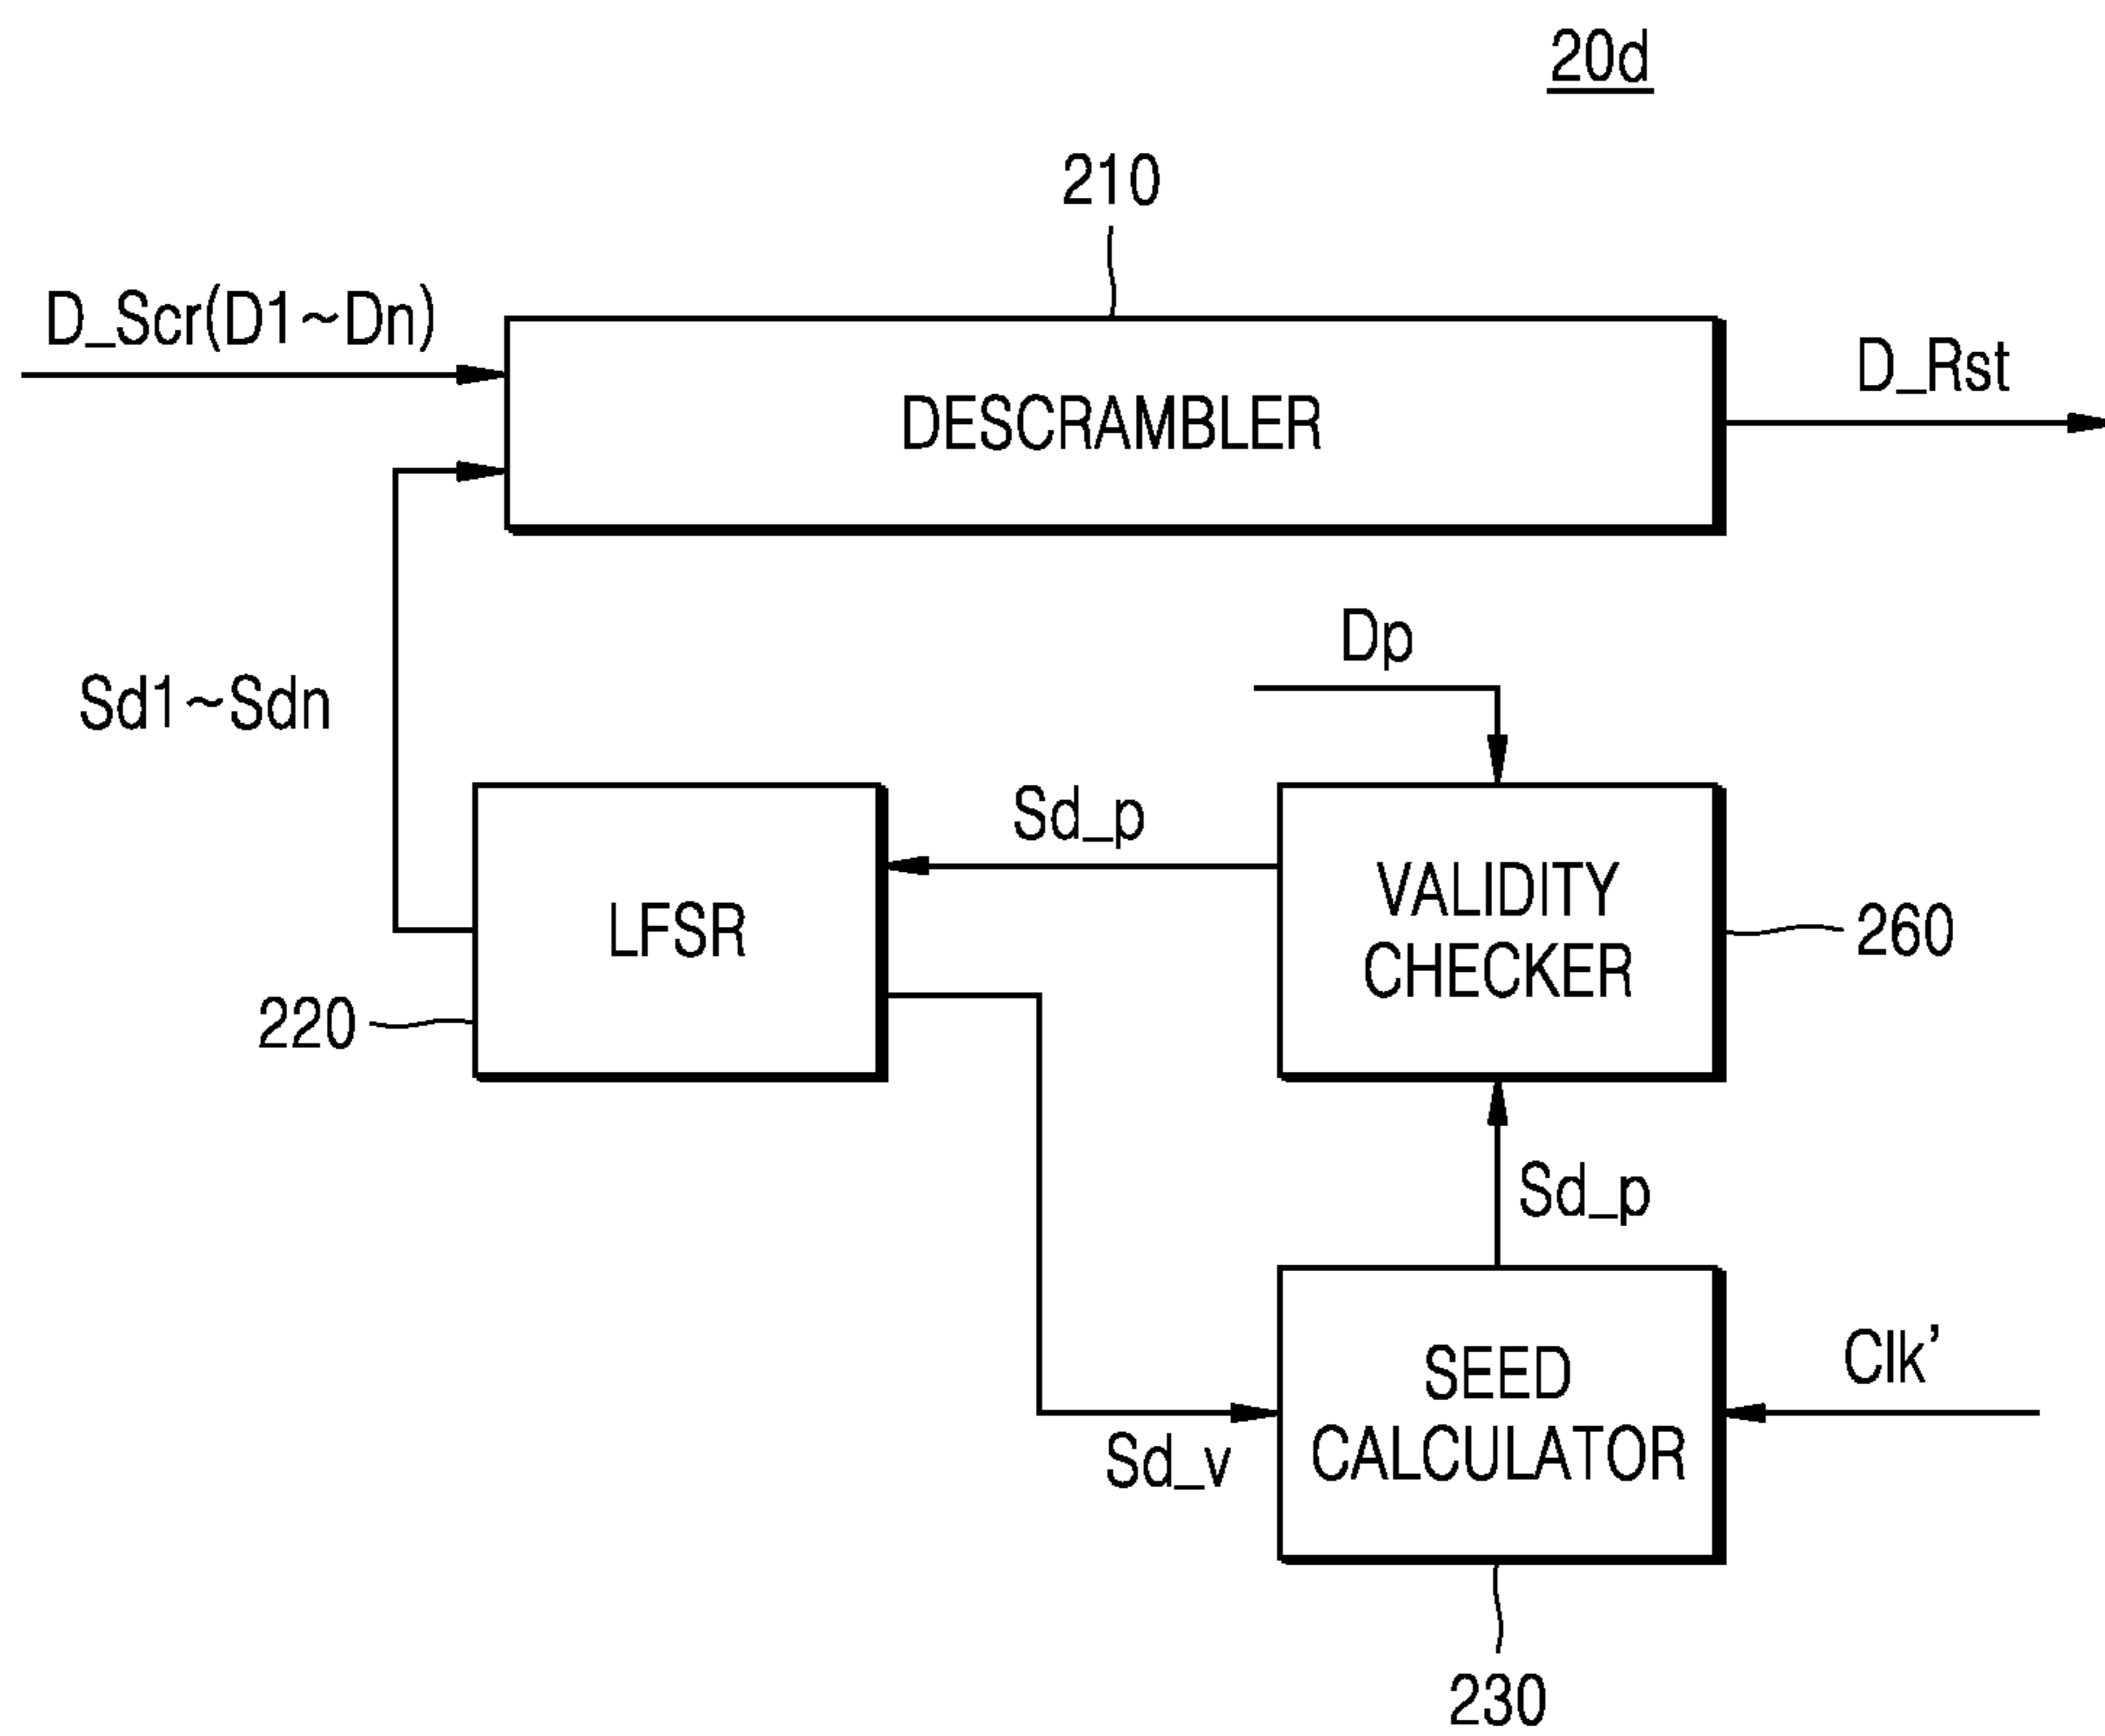 20d
210
D_Scr(D1~Dn)
DESCRAMBLER
D_Rst
Dp
Sd1~Sdn
Sd_p
LFSR
VALIDITY
CHECKER
260
220
Sd_p
SEED
CALCULATOR
Clk’
Sd_v
230